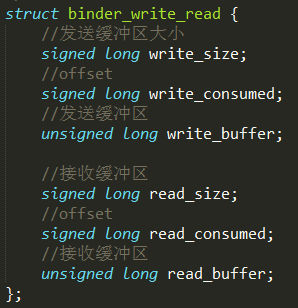 struct binder_write_read {
//发送缓冲区大小
signed long write_size;
//offset
signed long write_consumed;
//发送缓冲区
unsigned long write_buffer;
//接收缓冲区
signed long read_size;
//offset
signed long read_consumed;
//接收缓冲区
unsigned long read_buffer;
};